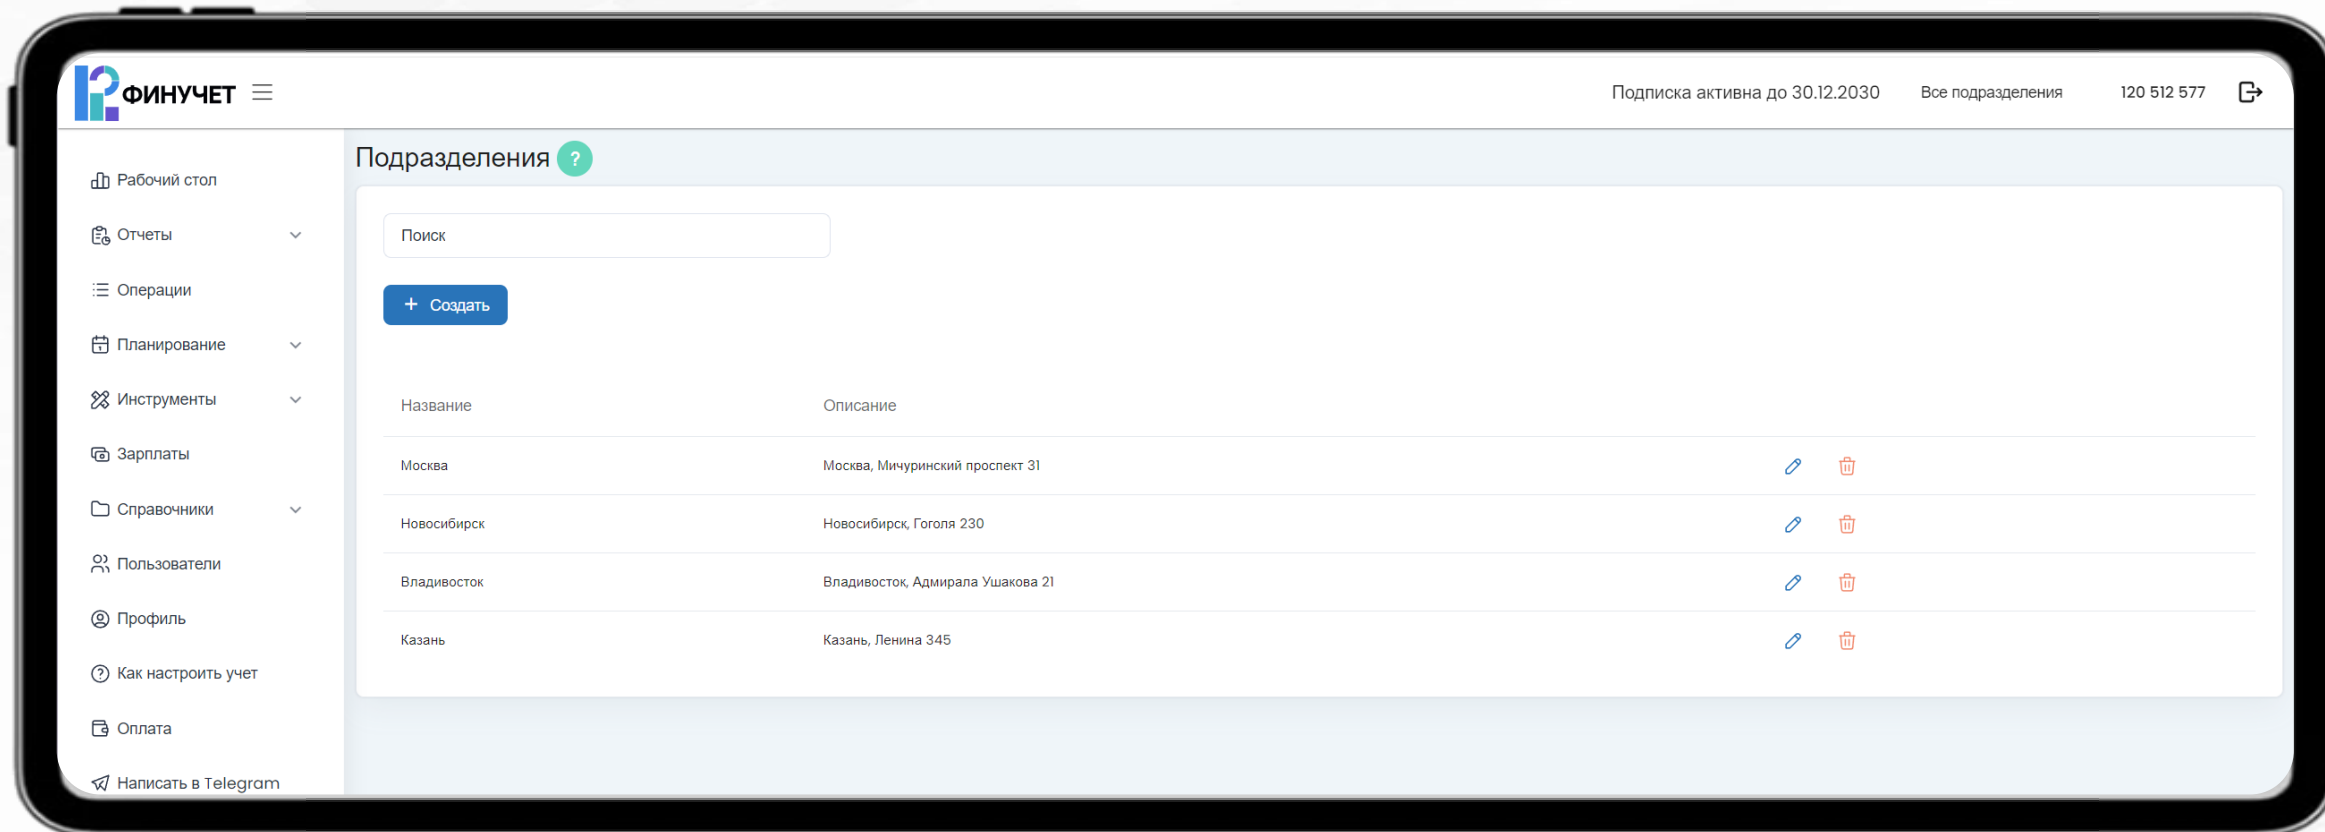 ФИНУЧЕТ
Подписка активна до 30.12.2030 Все подразделения 120 512 577
Рабочий стол
Отчеты
Операции
Планирование
Инструменты
Зарплаты
Справочники
Пользователи
Профиль
Как настроить учет
Оплата
Написать в Telegram
Подразделения ?
Поиск
+ Создать
Название Описание
Москва Москва, Мичуринский проспект 31
Новосибирск Новосибирск, Гоголя 230
Владивосток Владивосток, Адмирала Ушакова 21
Казань Казань, Ленина 345